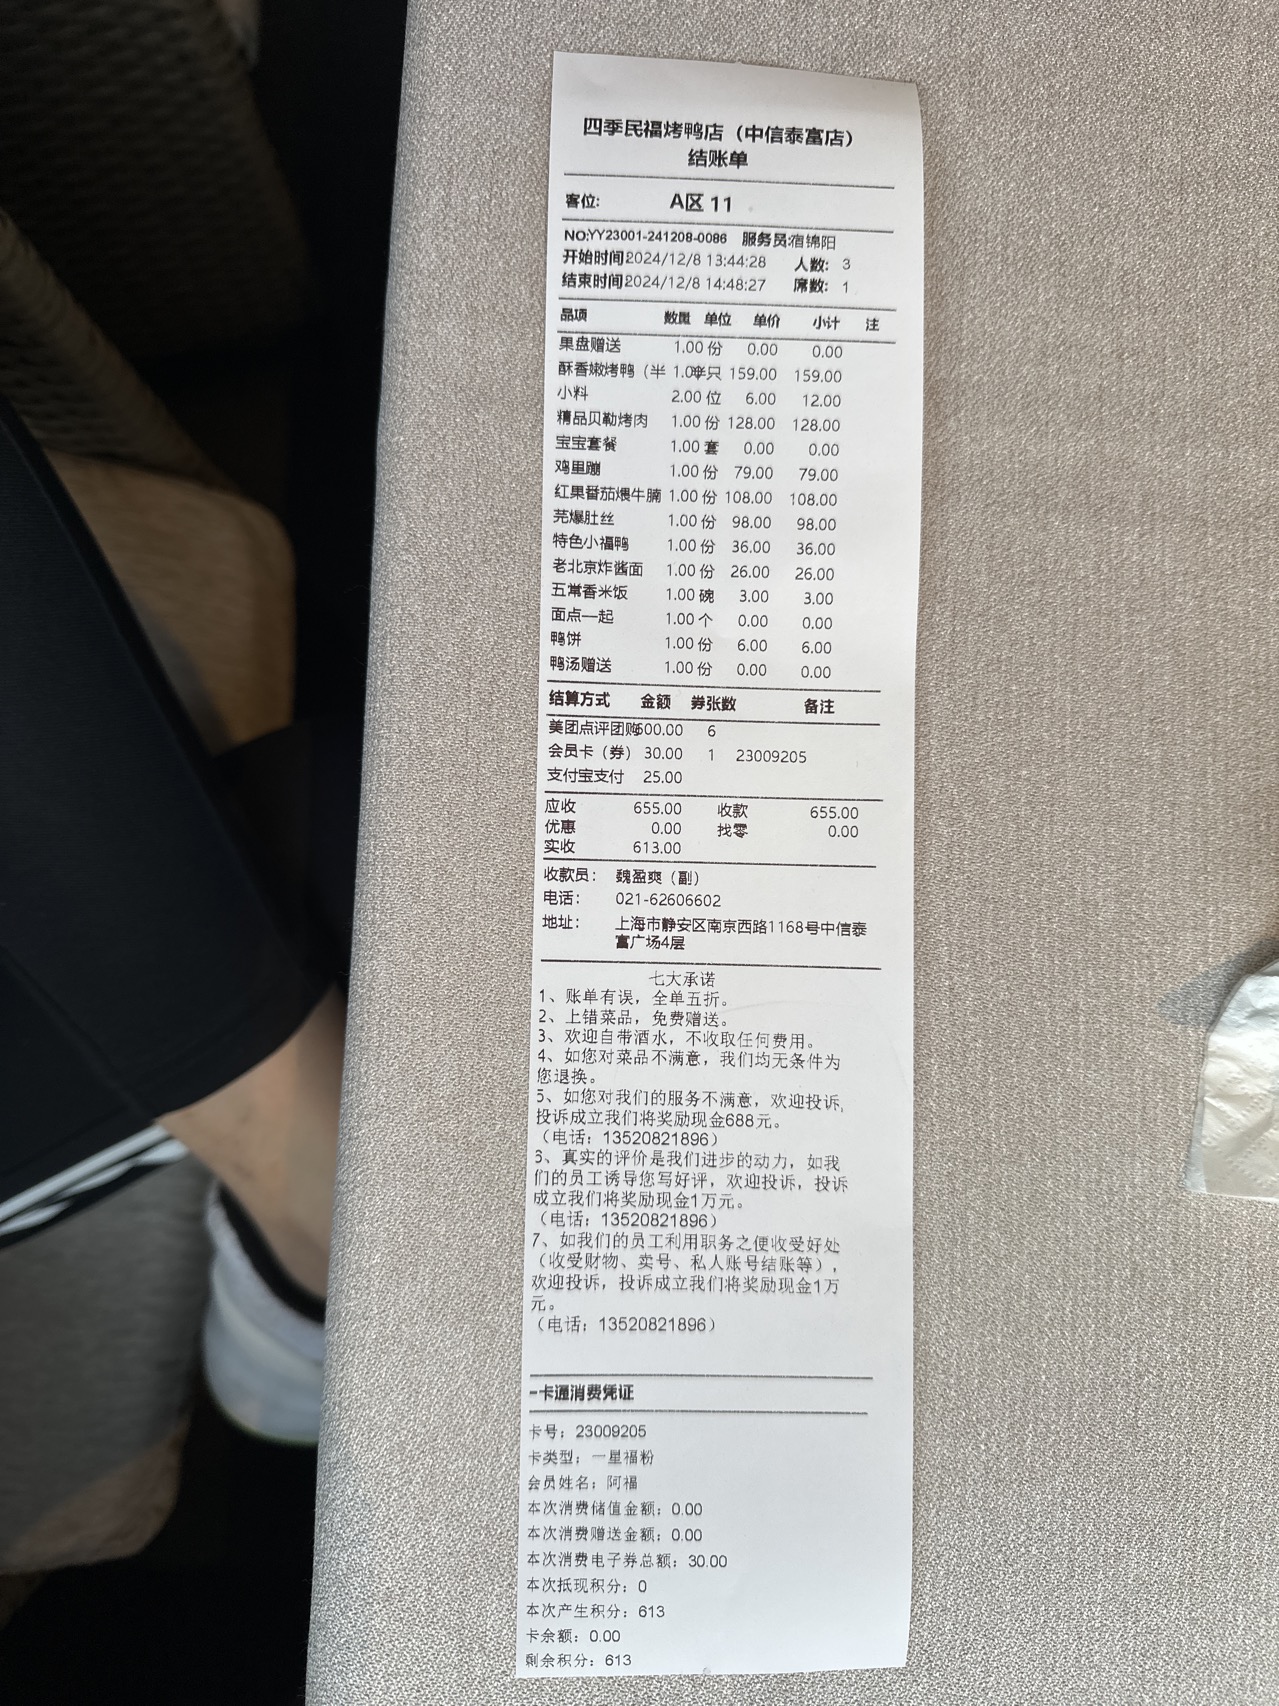 四季民福烤鸭店（中信泰富店）
结账单
客位: A区 11
NO:YY23001-241208-0086 服务员:宿锦阳
开始时间2024/12/8 13:44:28 人数: 3
结束时间2024/12/8 14:48:27 席数: 1
品项 数量 单位 单价 小计 注
果盘赠送 1.00 份 0.00 0.00
酥香嫩烤鸭（半 1.00半只 159.00 159.00
小料 2.00 位 6.00 12.00
精品贝勒烤肉 1.00 份 128.00 128.00
宝宝套餐 1.00 套 0.00 0.00
鸡里蹦 1.00 份 79.00 79.00
红果番茄煨牛腩 1.00 份 108.00 108.00
芫爆肚丝 1.00 份 98.00 98.00
特色小福鸭 1.00 份 36.00 36.00
老北京炸酱面 1.00 份 26.00 26.00
五常香米饭 1.00 碗 3.00 3.00
面点一起 1.00 个 0.00 0.00
鸭饼 1.00 份 6.00 6.00
鸭汤赠送 1.00 份 0.00 0.00
结算方式 金额 券张数 备注
美团点评团购600.00 6
会员卡（券） 30.00 1 23009205
支付宝支付 25.00
应收 655.00 收款 655.00
优惠 0.00 找零 0.00
实收 613.00
收款员: 魏盈爽（副）
电话: 021-62606602
地址: 上海市静安区南京西路1168号中信泰
富广场4层
七大承诺
1、账单有误，全单五折。
2、上错菜品，免费赠送。
3、欢迎自带酒水，不收取任何费用。
4、如您对菜品不满意，我们均无条件为
您退换。
5、如您对我们的服务不满意，欢迎投诉,
投诉成立我们将奖励现金688元。
（电话：13520821896）
6、真实的评价是我们进步的动力，如我
们的员工诱导您写好评，欢迎投诉，投诉
成立我们将奖励现金1万元。
（电话：13520821896）
7、如我们的员工利用职务之便收受好处
（收受财物、卖号、私人账号结账等），
欢迎投诉，投诉成立我们将奖励现金1万
元。
（电话：13520821896）
一卡通消费凭证
卡号：23009205
卡类型：一星福粉
会员姓名：阿福
本次消费储值金额：0.00
本次消费赠送金额：0.00
本次消费电子券总额：30.00
本次抵现积分：0
本次产生积分：613
卡余额：0.00
剩余积分：613